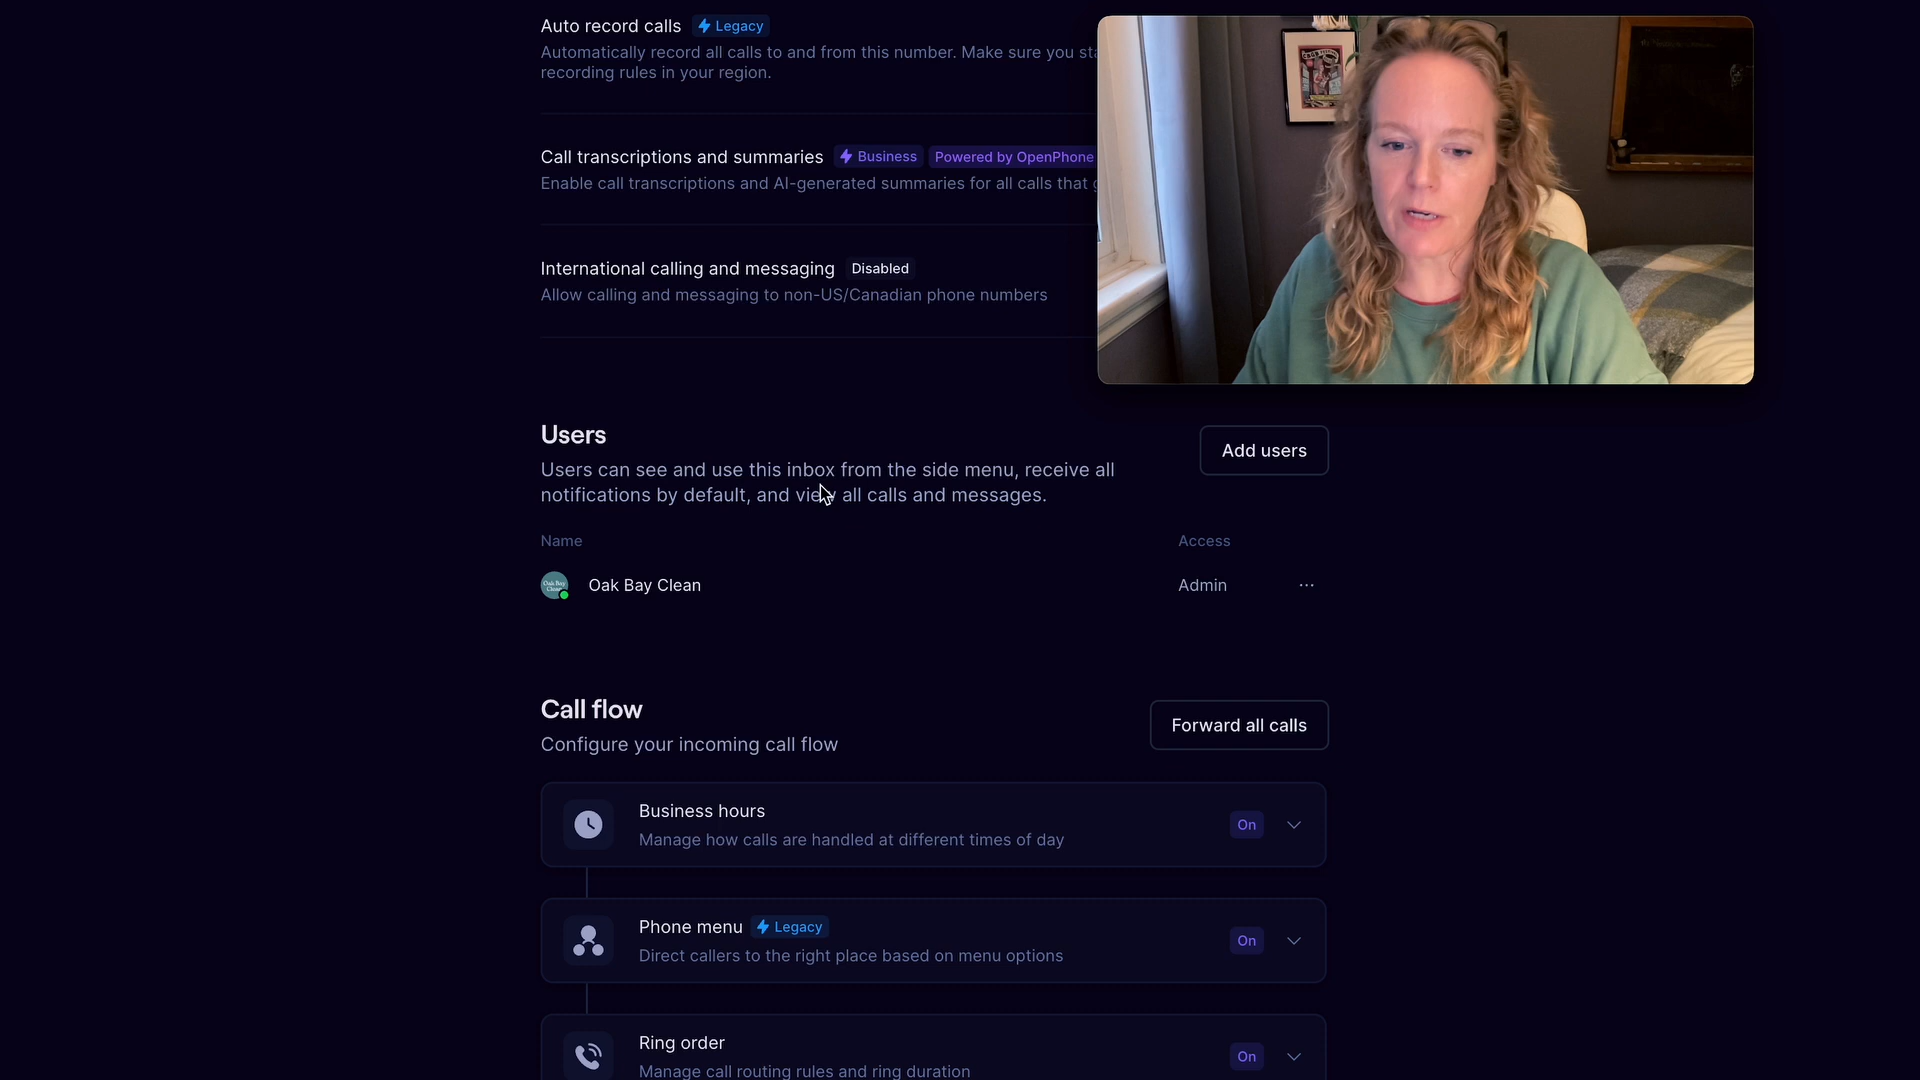 Auto record calls Legacy
Automatically record all calls to and from this number. Make sure you
recording rules in your region.
Call transcriptions and summaries Business Powered by OpenPhone
Enable call transcriptions and AI-generated summaries for all calls that
International calling and messaging Disabled
Allow calling and messaging to non-US/Canadian phone numbers
Users
Add users
Users can see and use this inbox from the side menu, receive all
notifications by default, and view all calls and messages.
Name Access
Oak Bay Clean Admin
Call flow
Forward all calls
Configure your incoming call flow
Business hours
On
Manage how calls are handled at different times of day
Phone menu Legacy
On
Direct callers to the right place based on menu options
Ring order
On
Manage call routing rules and ring duration